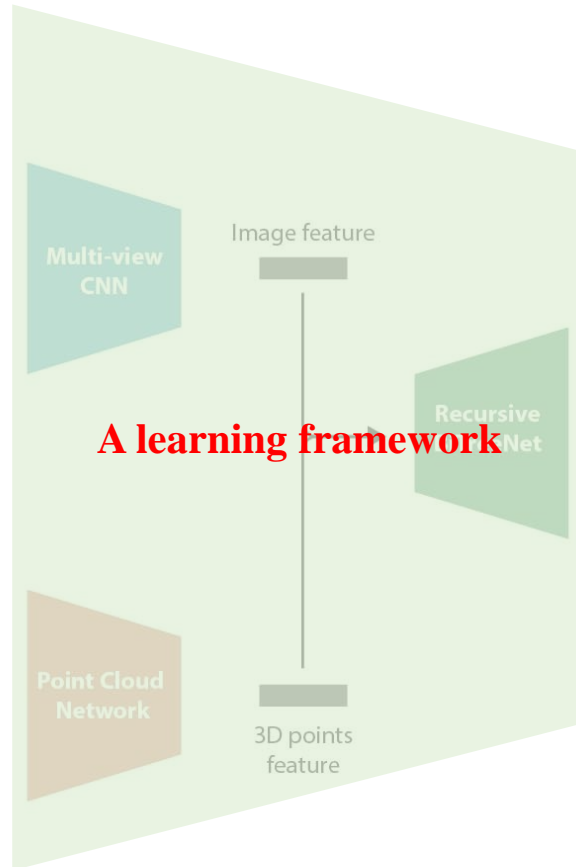 Image feature
Multi-view
CNN
A learning framework
Recursive
Net
Point Cloud
Network
3D points
feature